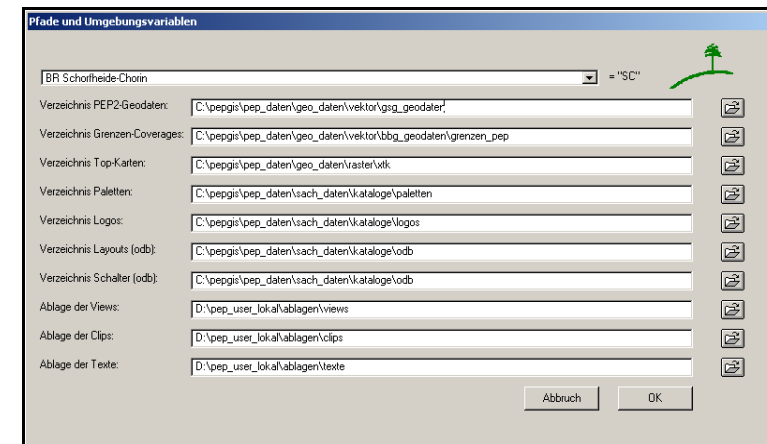 Pfade und Umgebungsvariablen
BR Schorfheide-Chorin = "SC"
Verzeichnis PEP2-Geodaten: C:\pepgis\pep_daten\geo_daten\vektor\gsg_geodaten
Verzeichnis Grenzen-Coverages: C:\pepgis\pep_daten\geo_daten\vektor\bbg_geodaten\grenzen_pep
Verzeichnis Top-Karten: C:\pepgis\pep_daten\geo_daten\raster\xtk
Verzeichnis Paletten: C:\pepgis\pep_daten\sach_daten\kataloge\paletten
Verzeichnis Logos: C:\pepgis\pep_daten\sach_daten\kataloge\logos
Verzeichnis Layouts (odb): C:\pepgis\pep_daten\sach_daten\kataloge\odb
Verzeichnis Schalter (odb): C:\pepgis\pep_daten\sach_daten\kataloge\odb
Ablage der Views: D:\pep_user_lokal\ablagen\views
Ablage der Clips: D:\pep_user_lokal\ablagen\clips
Ablage der Texte: D:\pep_user_lokal\ablagen\texte
Abbruch OK